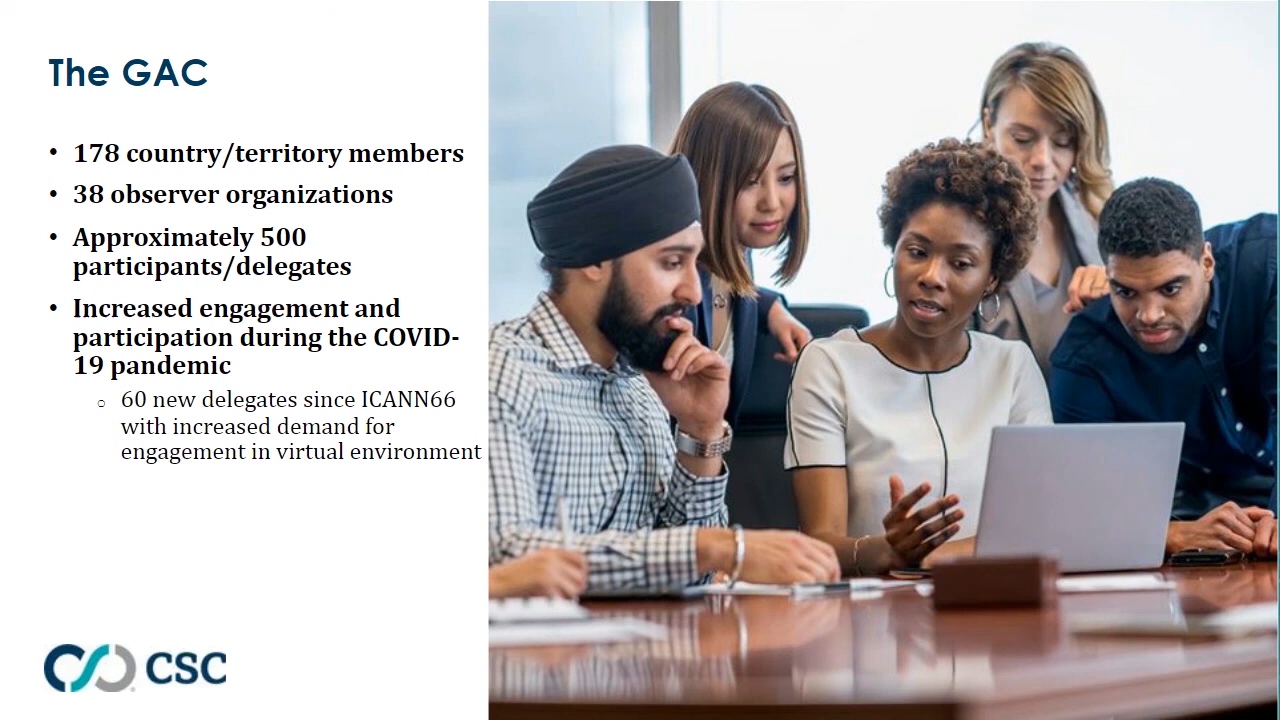 The GAC
• 178 country/territory members
• 38 observer organizations
• Approximately 500
participants/delegates
• Increased engagement and
participation during the COVID-
19 pandemic
○ 60 new delegates since ICANN66
with increased demand for
engagement in virtual environment
CSC